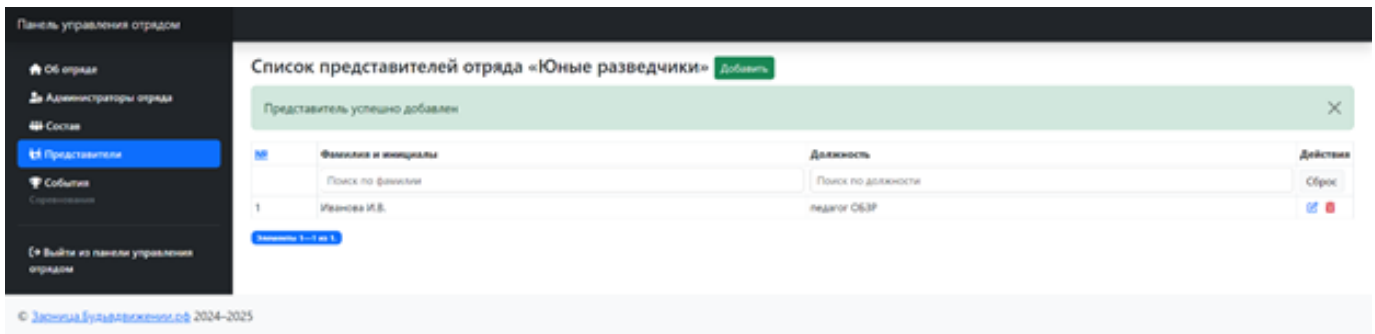 Панель управления отрядом
Об отряде
Администраторы отряда
Состав
Представители
События
Соревнования
Выйти из панели управления
отрядом
Список представителей отряда «Юные разведчики» Добавить
Представитель успешно добавлен
№ Фамилия и инициалы Должность Действия
Поиск по фамилии Поиск по должности Сброс
1 Иванова И.В. педагог ОБЗР
Элементы 1—1 из 1.
© Зарница.будьвдвижении.рф 2024–2025